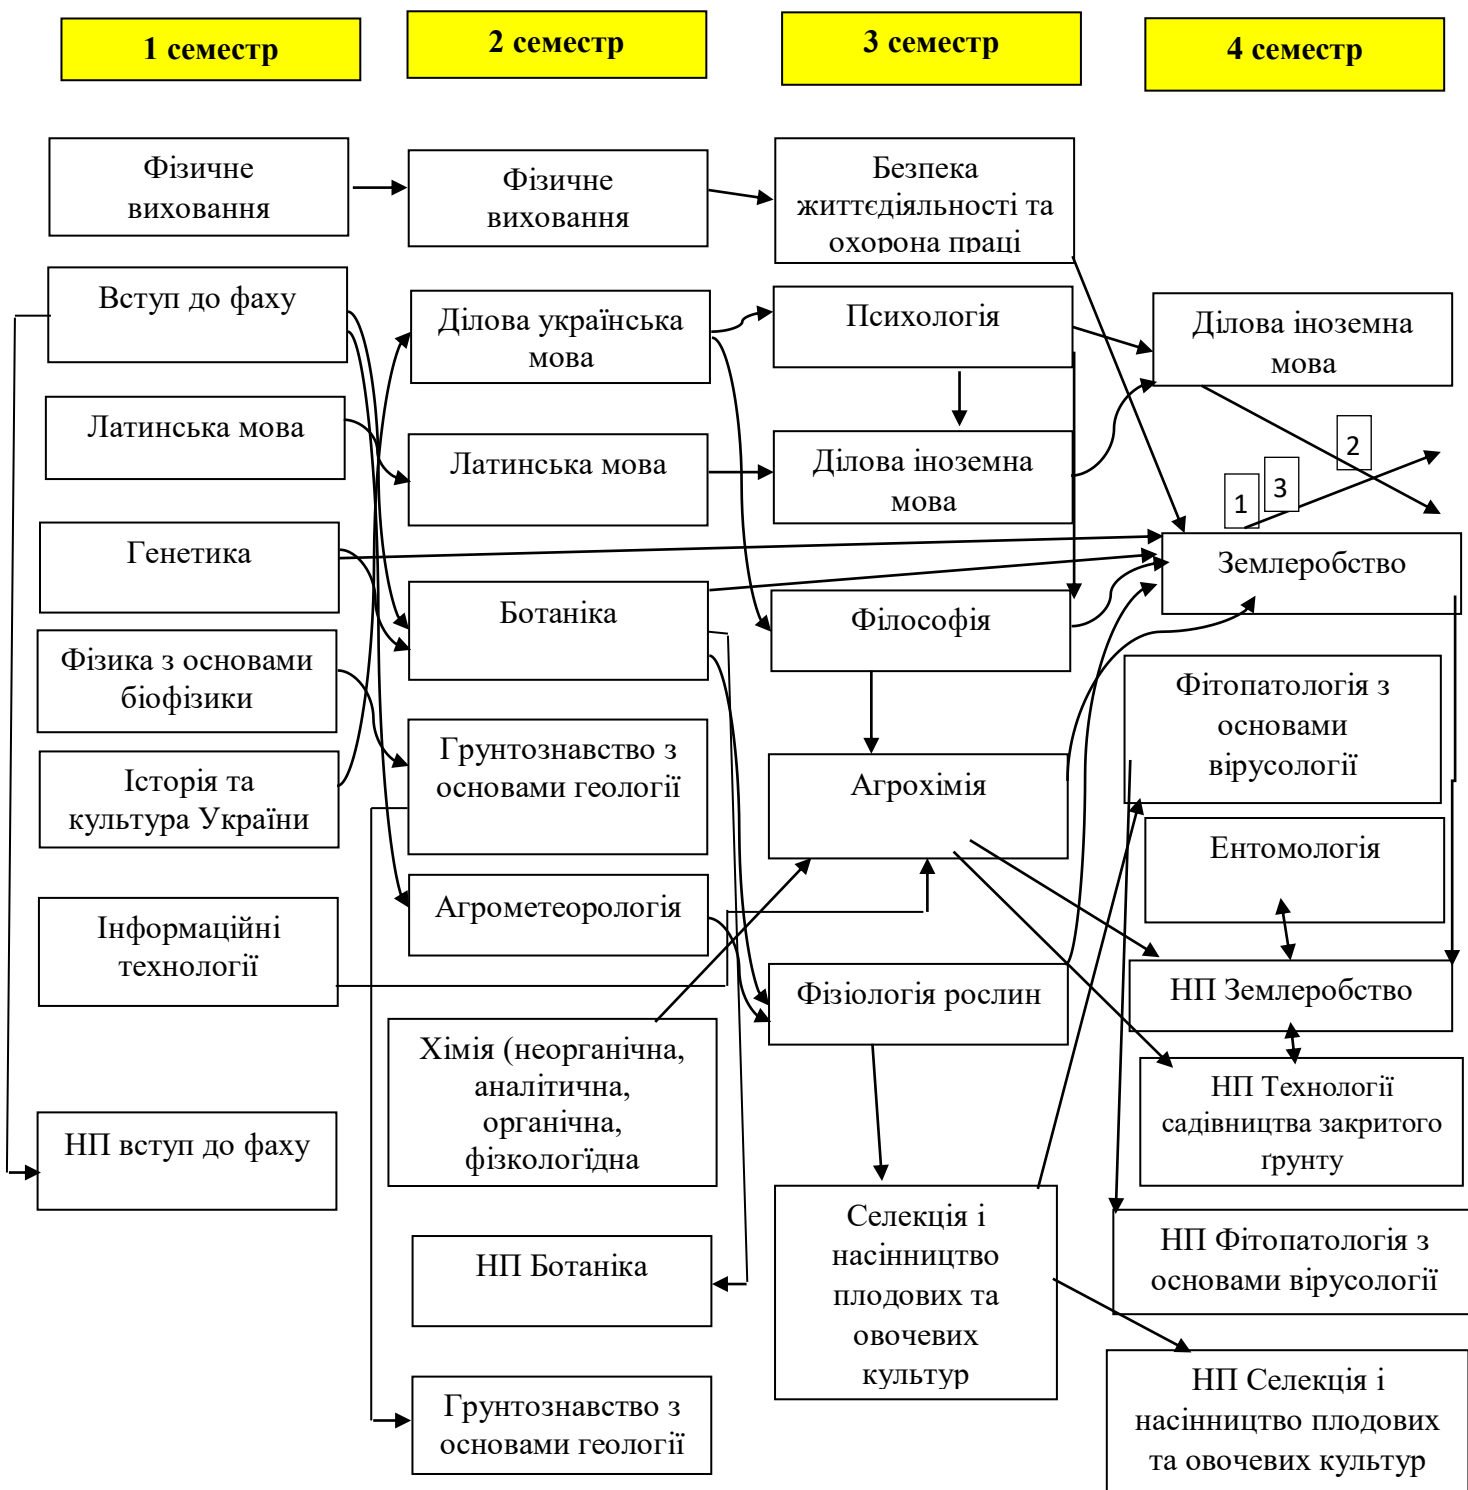 1 семестр
2 семестр
3 семестр
4 семестр
Фізичне
виховання
Вступ до фаху
Латинська мова
Генетика
Фізика з основами
біофізики
Історія та
культура України
Інформаційні
технології
НП вступ до фаху
Фізичне
виховання
Ділова українська
мова
Латинська мова
Ботаніка
Грунтознавство з
основами геології
Агрометеорологія
Хімія (неорганічна,
аналітична,
органічна,
фізкологїдна
НП Ботаніка
Грунтознавство з
основами геології
Безпека
життєдіяльності та
охорона праці
Психологія
Ділова іноземна
мова
Філософія
Агрохімія
Фізіологія рослин
Селекція і
насінництво
плодових та
овочевих
культур
Ділова іноземна
мова
2
3
1
Землеробство
Фітопатологія з
основами
вірусології
Ентомологія
НП Землеробство
НП Технології
садівництва закритого
ґрунту
НП Фітопатологія з
основами вірусології
НП Селекція і
насінництво плодових
та овочевих культур